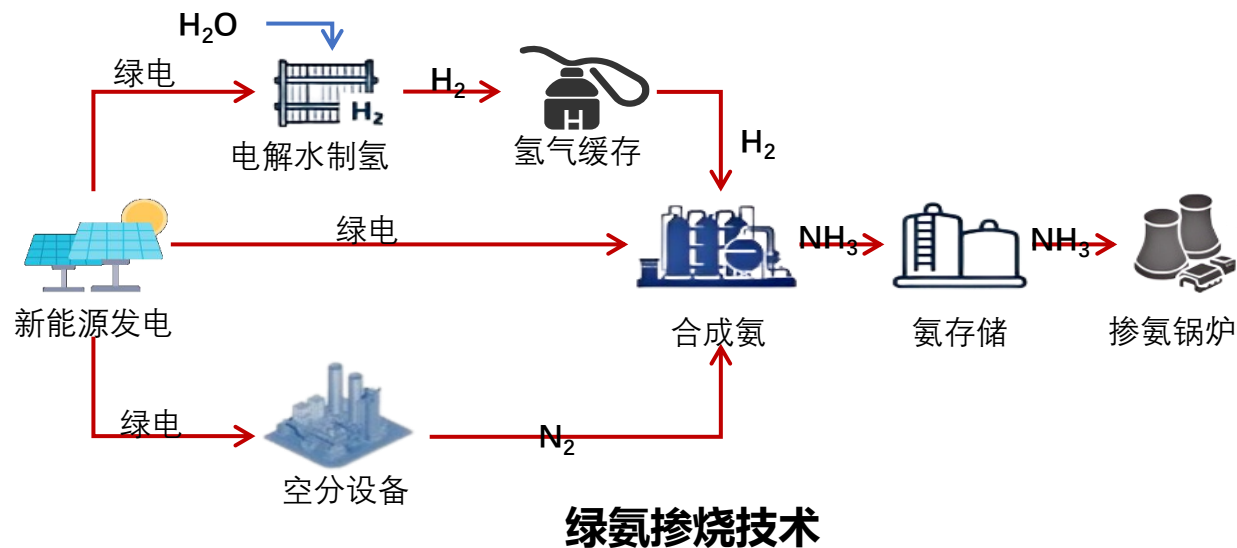 H₂O
绿电
H₂
电解水制氢
H₂
H
氢气缓存
H₂
绿电
新能源发电
合成氨
NH₃
氨存储
NH₃
掺氨锅炉
绿电
空分设备
N₂
绿氨掺烧技术